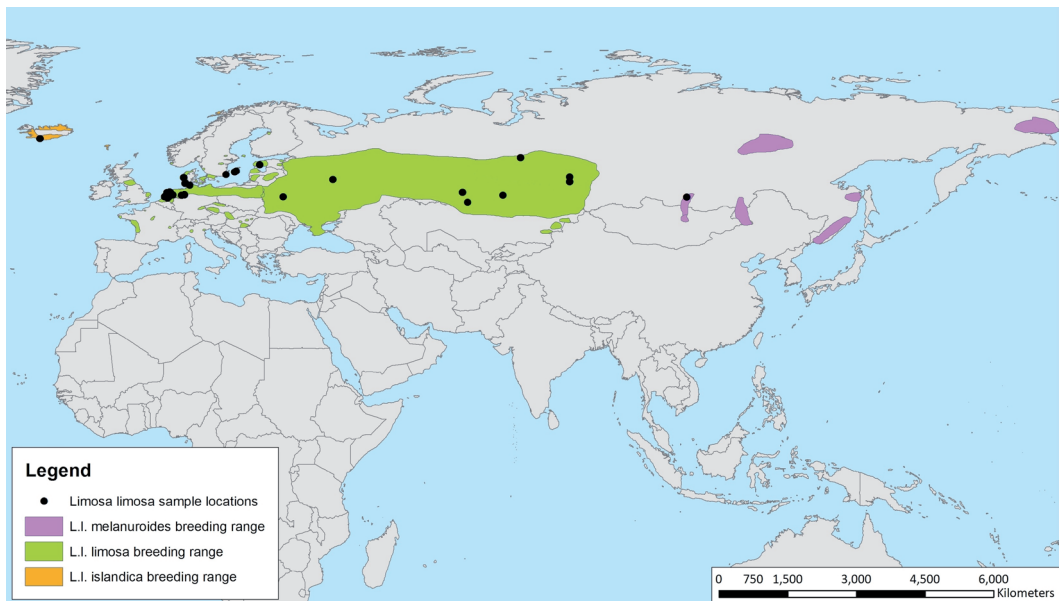 Legend
Limosa limosa sample locations
L.l. melanuroides breeding range
L.l. limosa breeding range
L.l. islandica breeding range
0 750 1,500 3,000 4,500 6,000
Kilometers